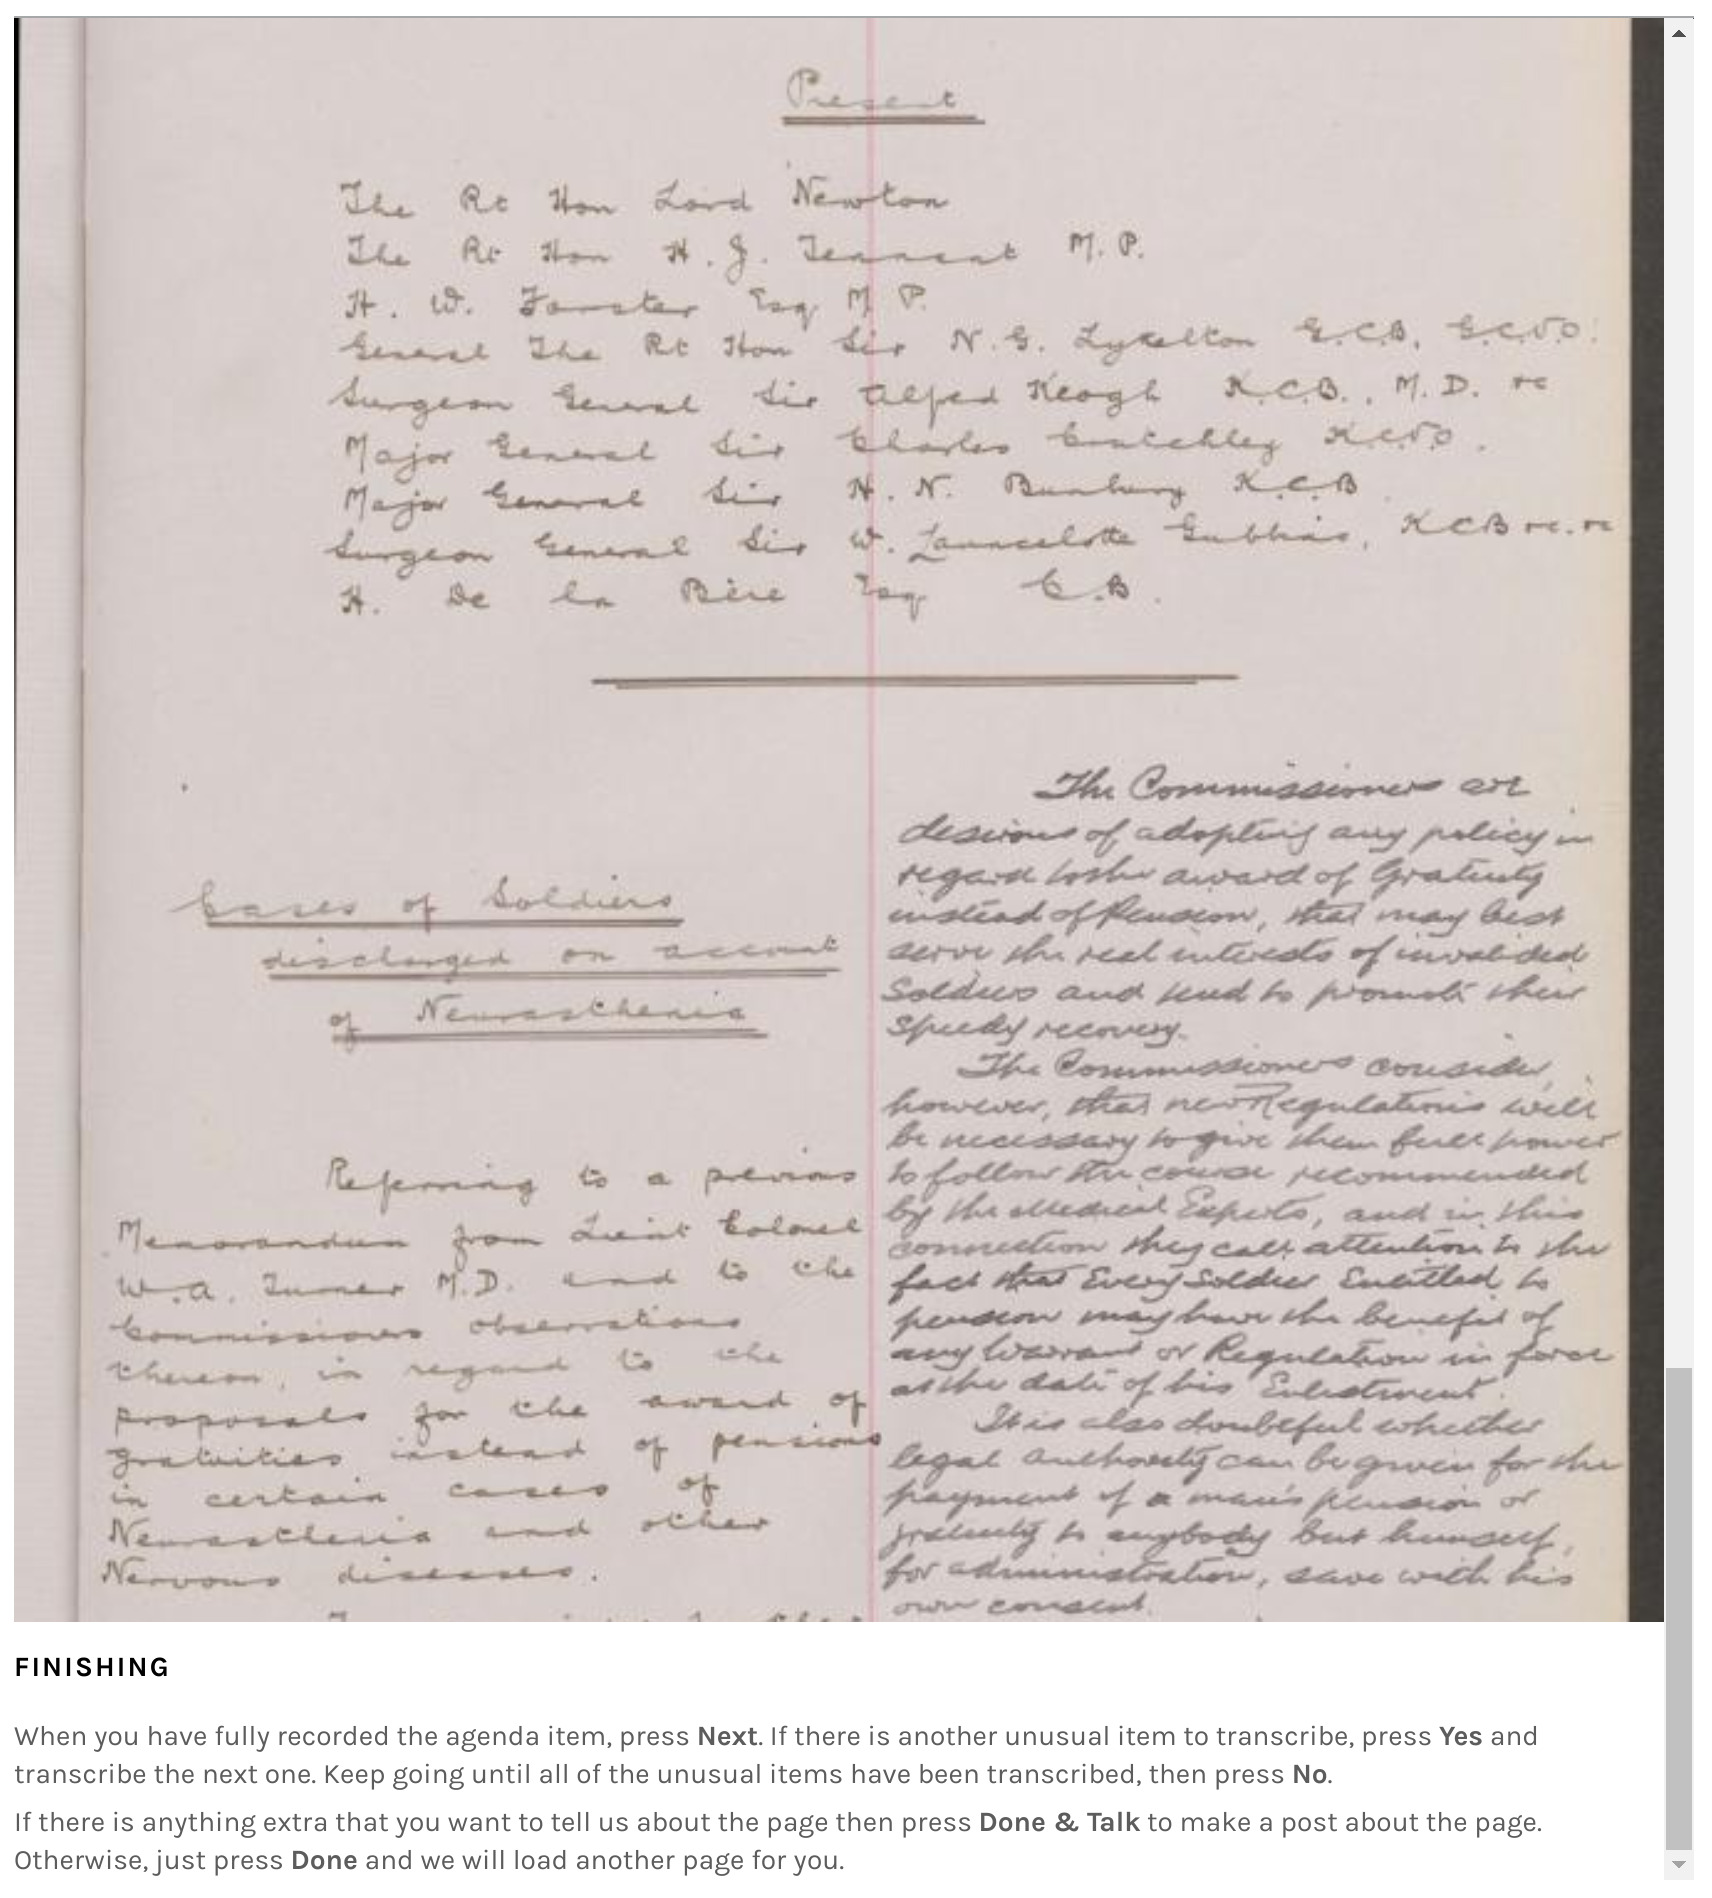 Present
The Rt Hon Lord Newton
The Rt Hon H. J. Tennant M. P.
H. W. Forster Esq M P.
General The Rt Hon Sir N. G. Lyttelton G.C.B. G.C.V.O.
Surgeon General Sir Alfred Keogh K.C.B., M.D. &c
Major General Sir Charles Crutchley K.C.V.O.
Major General Sir H. N. Bunbury K.C.B
Surgeon General Sir W. Launcelotte Gubbins, K C B &c. &c
H. De la Bère Esq C.B.
Cases of Soldiers
discharged on account
of Neurasthenia
Referring to a previous
Memorandum from Lieut Colonel
W.A. Turner M.D. and to the
Commissioners observations
thereon, in regard to the
proposals for the award of
gratuities instead of pensions
in certain cases of
Neurasthenia and other
Nervous diseases.
The Commissioners are
desirous of adopting any policy in
regard to the award of Gratuity
instead of Pension, that may best
serve the real interests of invalided
Soldiers and tend to promote their
speedy recovery.
The Commissioners consider,
however, that new Regulations will
be necessary to give them full power
to follow the course recommended
by the Medical Experts, and in this
connection they call attention to the
fact that Every Soldier Entitled to
pension may have the benefit of
any Warrant or Regulation in force
at the date of his Enlistment.
It is also doubtful whether
legal authority can be given for the
payment of a man's pension or
gratuity to anybody but himself,
for administration, save with his
own consent.
FINISHING
When you have fully recorded the agenda item, press Next. If there is another unusual item to transcribe, press Yes and
transcribe the next one. Keep going until all of the unusual items have been transcribed, then press No.
If there is anything extra that you want to tell us about the page then press Done & Talk to make a post about the page.
Otherwise, just press Done and we will load another page for you.